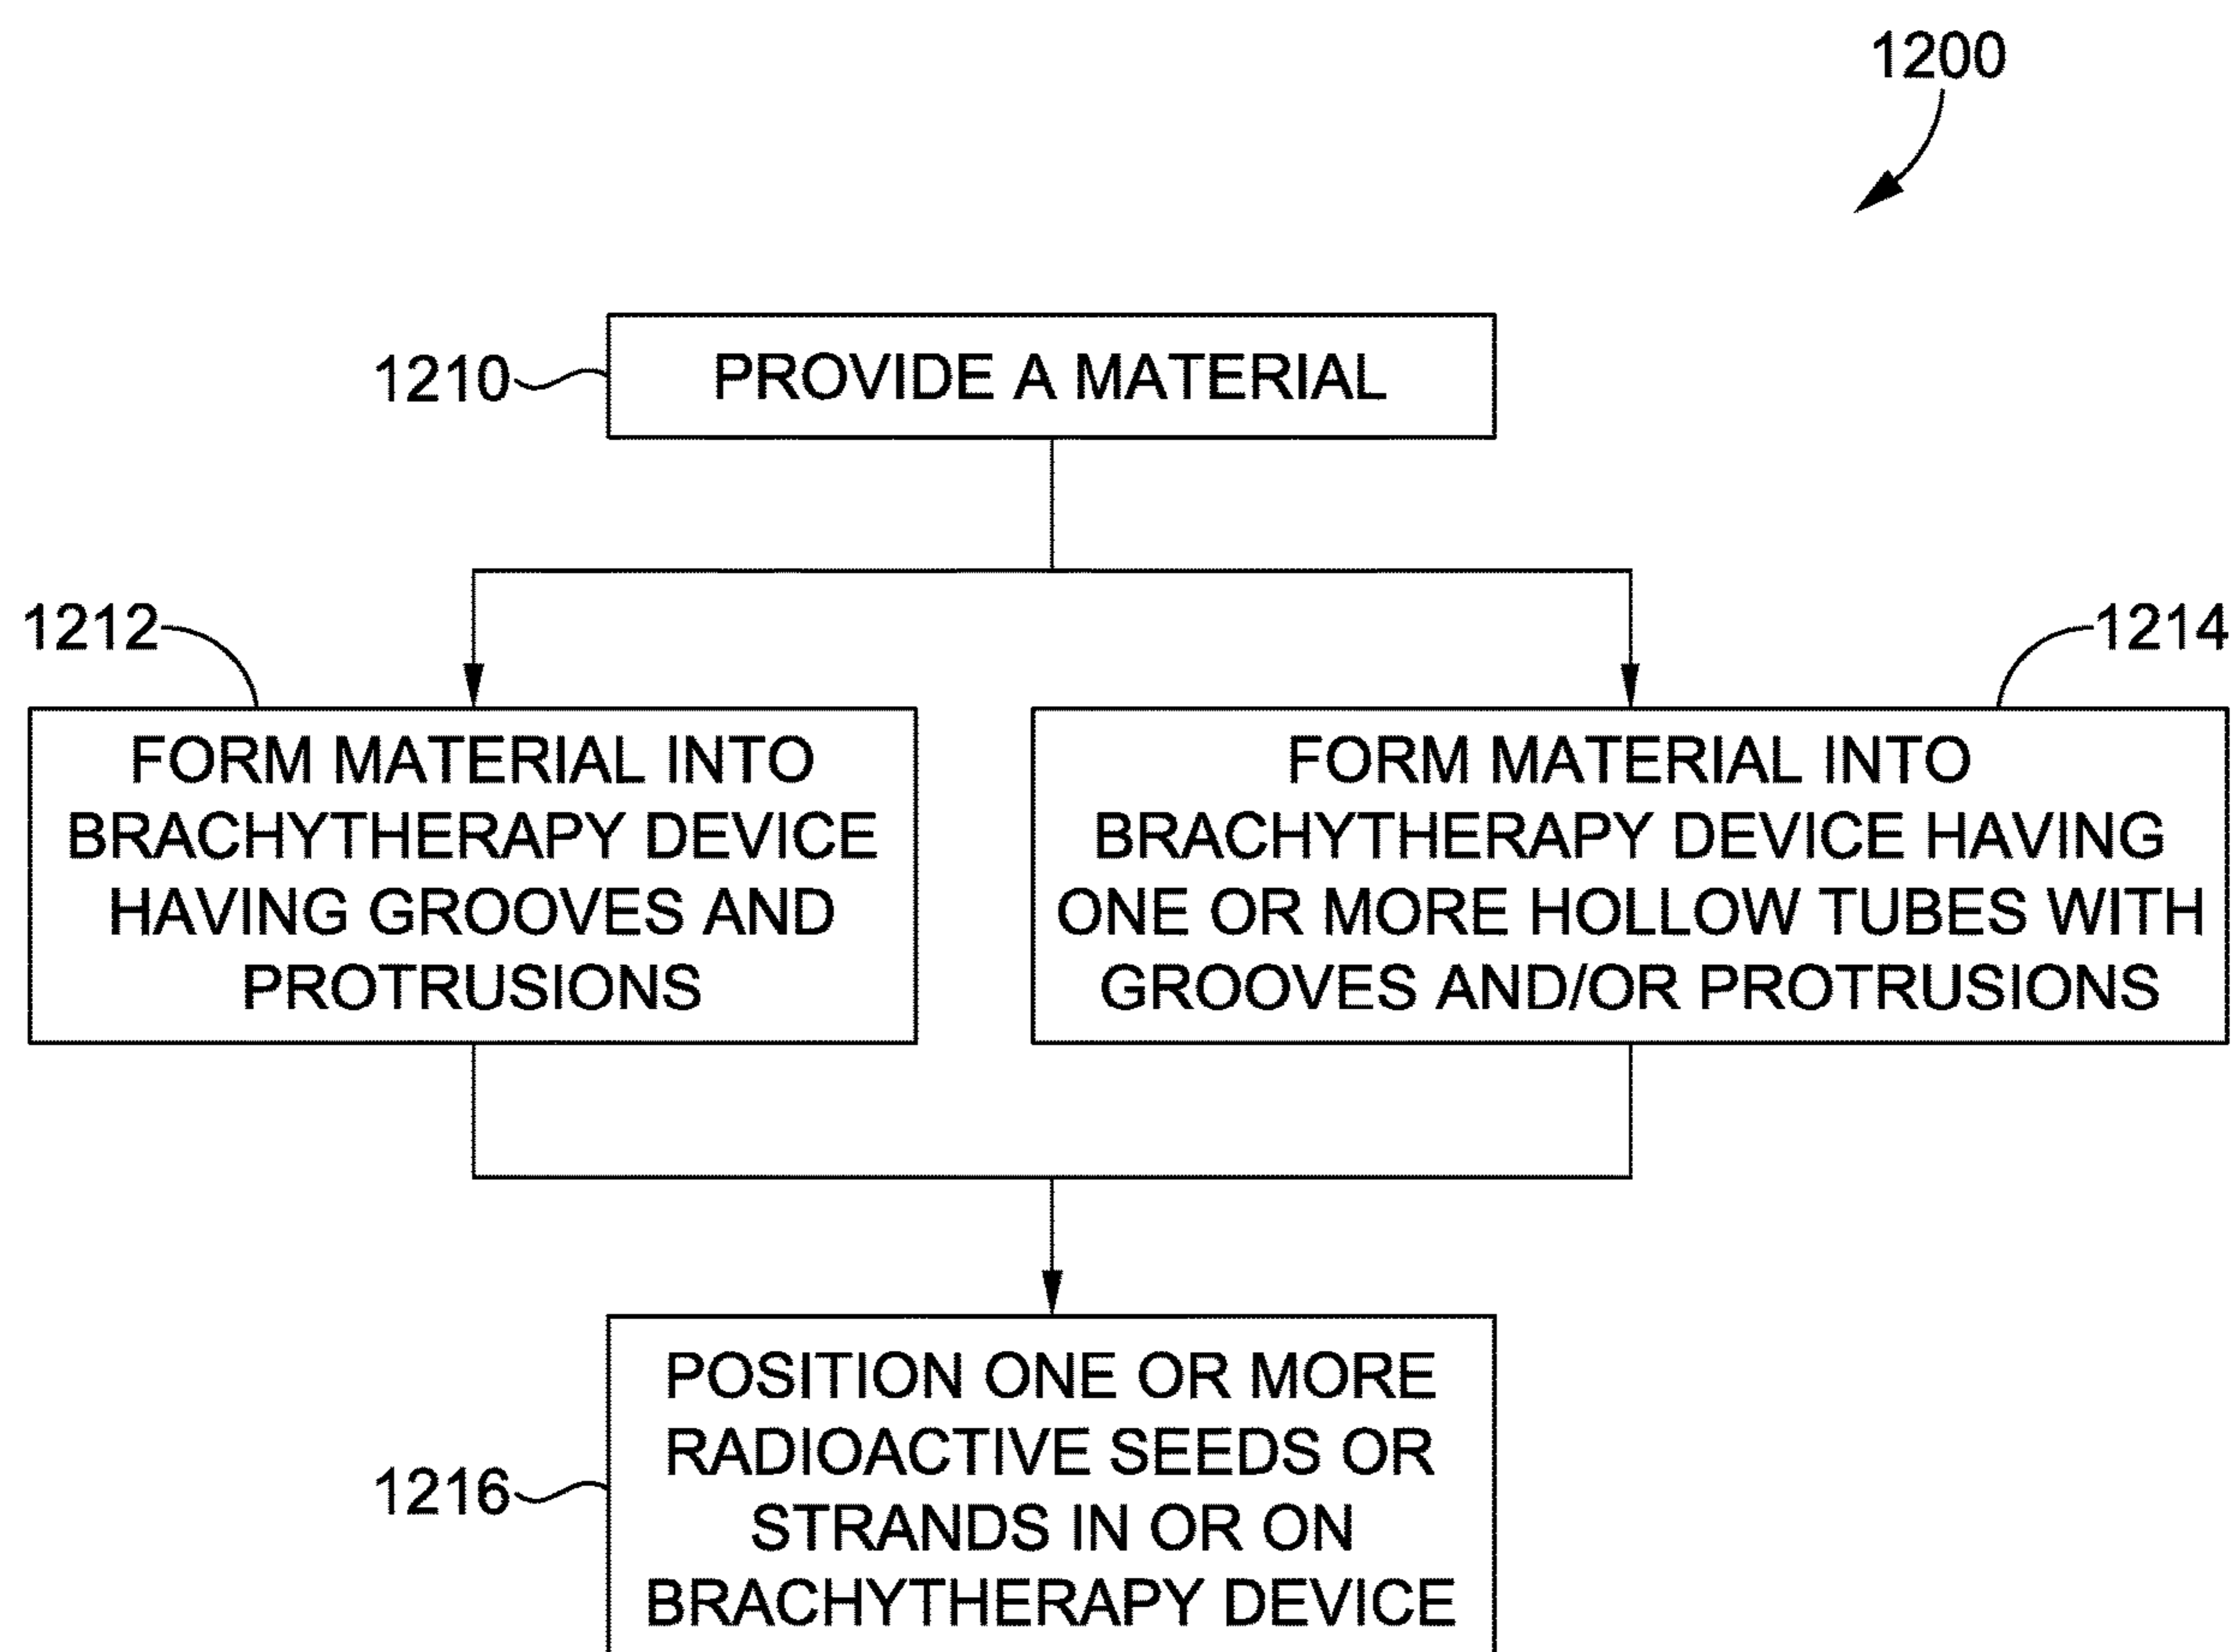 1200
1210
PROVIDE A MATERIAL
1212
1214
FORM MATERIAL INTO
BRACHYTHERAPY DEVICE
HAVING GROOVES AND
PROTRUSIONS
FORM MATERIAL INTO
BRACHYTHERAPY DEVICE HAVING
ONE OR MORE HOLLOW TUBES WITH
GROOVES AND/OR PROTRUSIONS
1216
POSITION ONE OR MORE
RADIOACTIVE SEEDS OR
STRANDS IN OR ON
BRACHYTHERAPY DEVICE